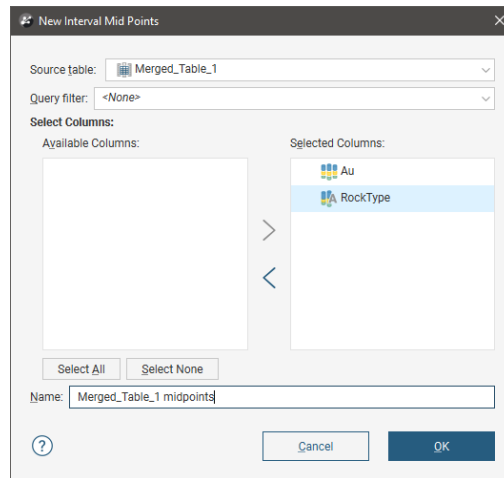 New Interval Mid Points
Source table: Merged_Table_1
Query filter: <None>
Select Columns:
Available Columns: Selected Columns:
Au
RockType
Select All Select None
Name: Merged_Table_1 midpoints
? Cancel OK